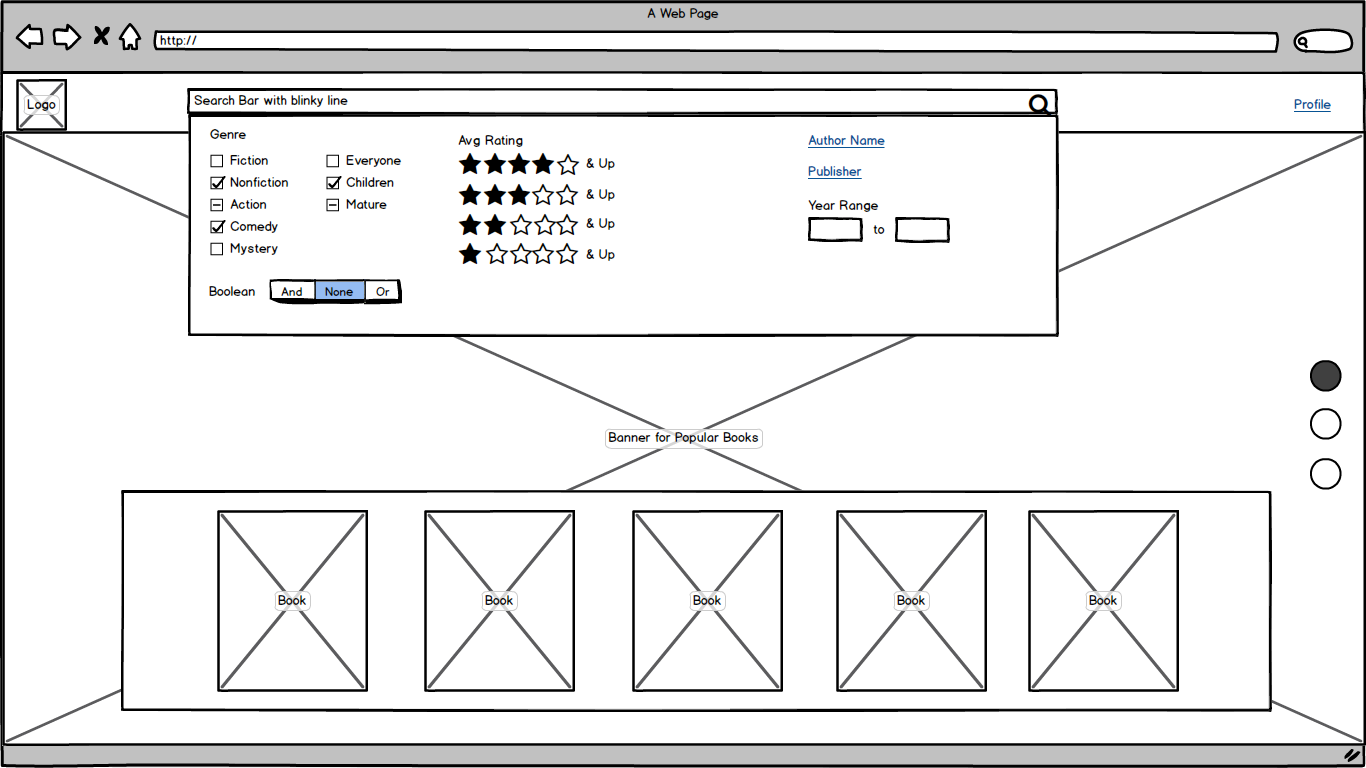 A Web Page
http://
Logo
Search Bar with blinky line
Profile
Genre
Fiction
Everyone
Nonfiction
Children
Action
Mature
Comedy
Mystery
Boolean
And
None
Or
Avg Rating
& Up
& Up
& Up
& Up
Author Name
Publisher
Year Range
to
Banner for Popular Books
Book
Book
Book
Book
Book